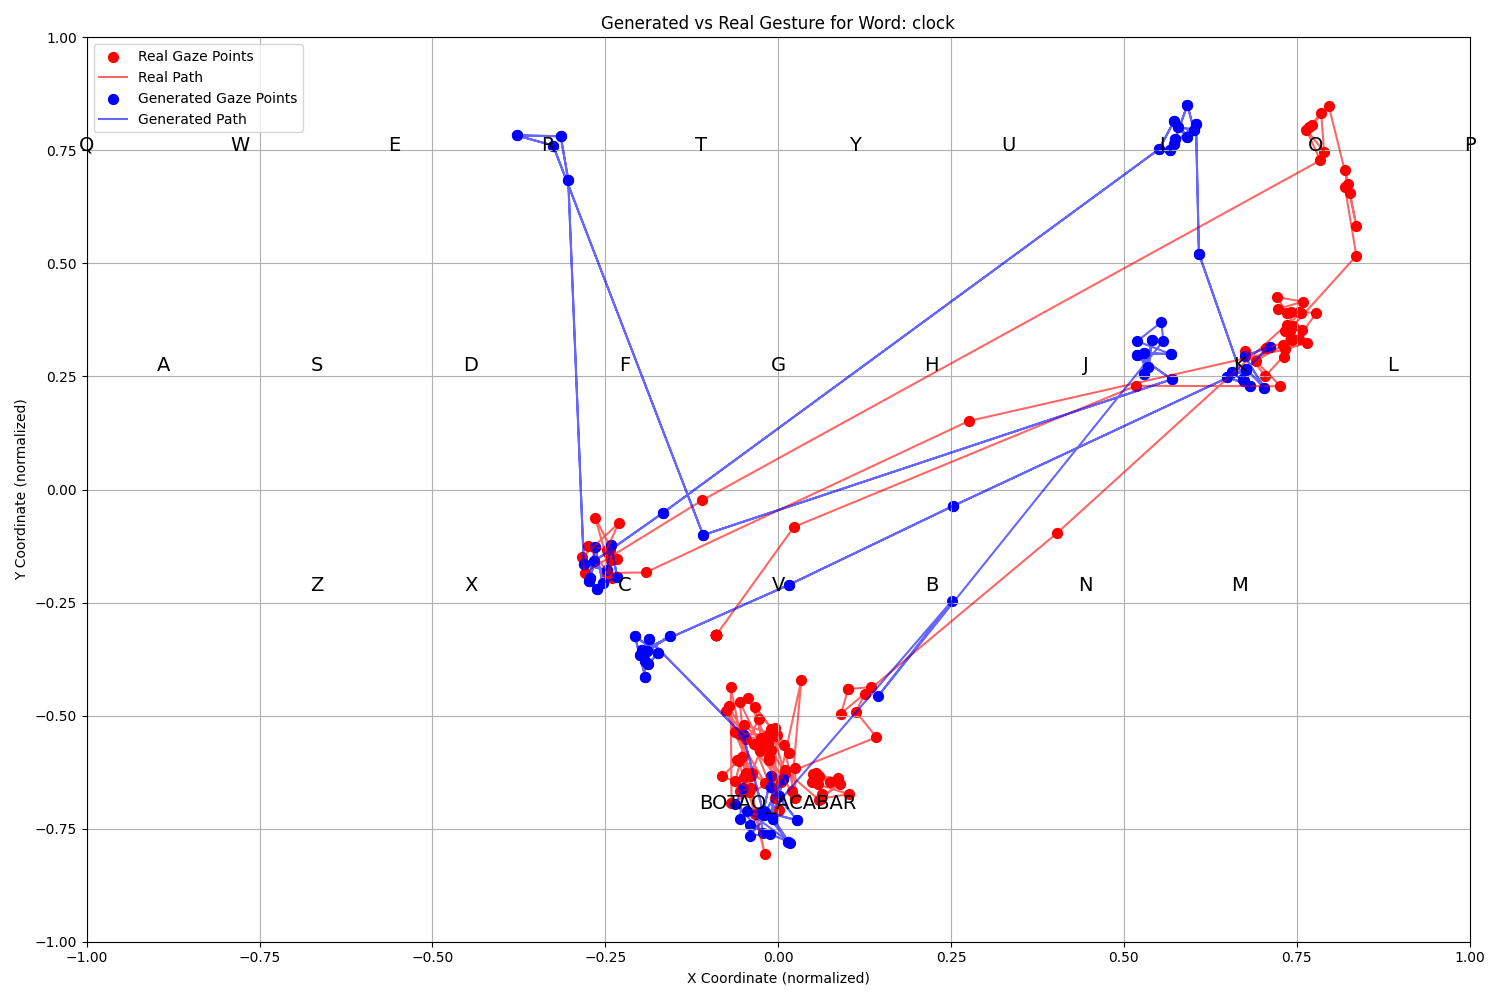 Generated vs Real Gesture for Word: clock
1.00
Real Gaze Points
Real Path
Generated Gaze Points
Generated Path
Q W E R T Y U I O P
0.75
0.50
A S D F G H J K L
0.25
0.00
Z X C V B N M
−0.25
−0.50
BOTAO_ACABAR
−0.75
−1.00
−1.00 −0.75 −0.50 −0.25 0.00 0.25 0.50 0.75 1.00
X Coordinate (normalized)
Y Coordinate (normalized)